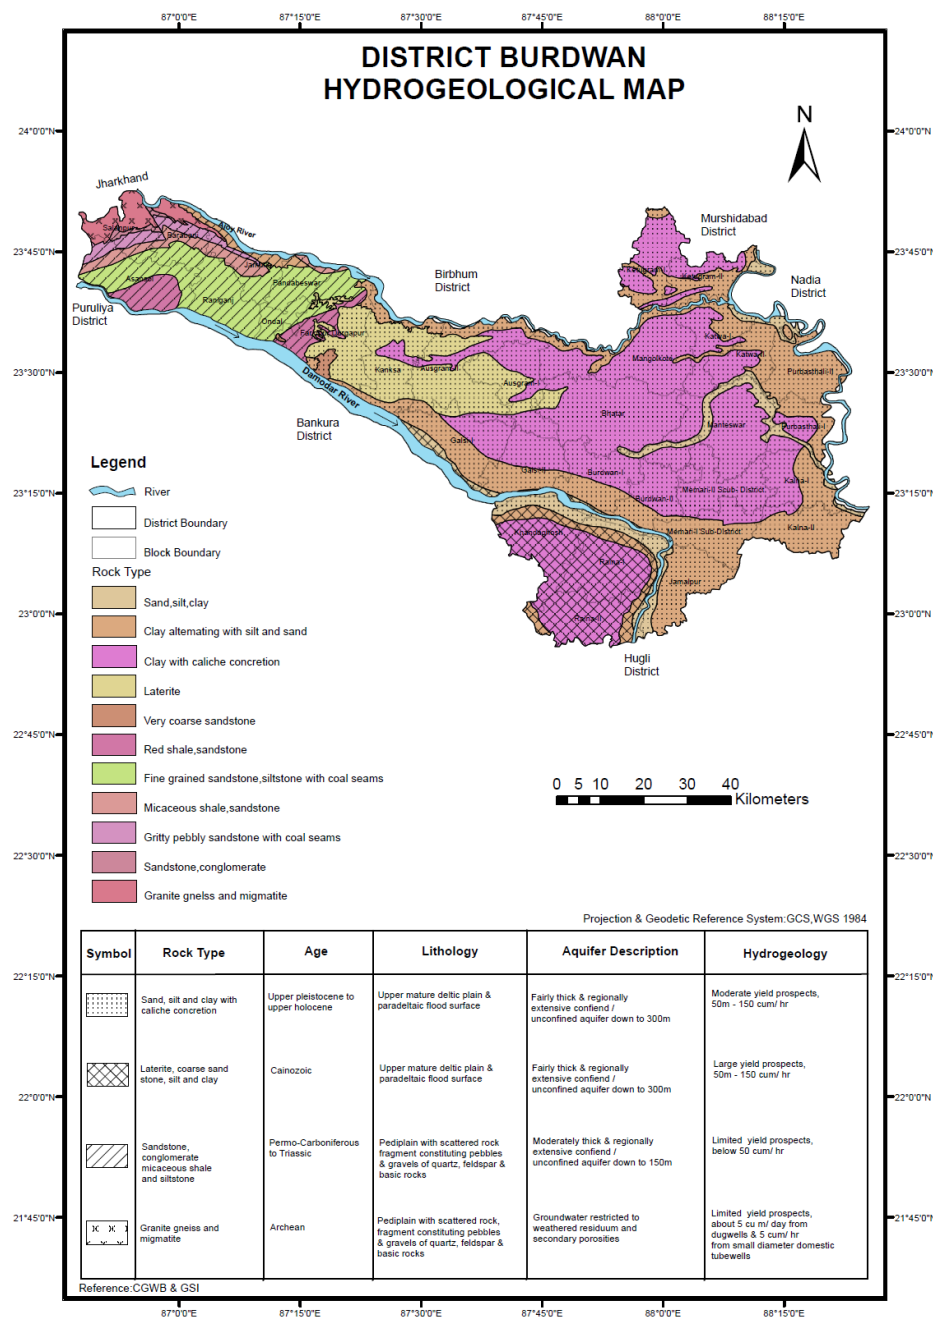 87°0'0"E 87°15'0"E 87°30'0"E 87°45'0"E 88°0'0"E 88°15'0"E
DISTRICT BURDWAN
HYDROGEOLOGICAL MAP
N
24°0'0"N 24°0'0"N
Jharkhand
Murshidabad
District
Ajoy River
23°45'0"N 23°45'0"N
Birbhum
District
Nadia
District
Asansol
Pandabeswar
Raniganj
Puruliya
District
Ondal
Mangolkote
Katwa-I
Katwa-II
Kanksa
Ausgram-II
Ausgram-I
Purbasthali-II
23°30'0"N 23°30'0"N
Damodar River
Bhatar
Manteswar
Purbasthali-I
Bankura
District
Galsi-I
Galsi-II
Burdwan-I
Kalna-I
Memari-II Scub- District
Burdwan-II
23°15'0"N 23°15'0"N
Kalna-II
Memari-I Sub-District
Khandaghosh
Raina-I
Jamalpur
Raina-II
23°0'0"N 23°0'0"N
Hugli
District
Legend
River
District Boundary
Block Boundary
Rock Type
Sand,silt,clay
Clay altemating with silt and sand
Clay with caliche concretion
Laterite
Very coarse sandstone
Red shale,sandstone
Fine grained sandstone,siltstone with coal seams
Micaceous shale,sandstone
Gritty pebbly sandstone with coal seams
Sandstone,conglomerate
Granite gnelss and migmatite
22°45'0"N 22°45'0"N
0 5 10 20 30 40
Kilometers
22°30'0"N 22°30'0"N
Projection & Geodetic Reference System:GCS,WGS 1984
Symbol Rock Type Age Lithology Aquifer Description Hydrogeology
22°15'0"N 22°15'0"N
Sand, silt and clay with
caliche concretion
Upper pleistocene to
upper holocene
Upper mature deltic plain &
paradeltaic flood surface
Fairly thick & regionally
extensive confiend /
unconfined aquifer down to 300m
Moderate yield prospects,
50m - 150 cum/ hr
Laterite, coarse sand
stone, silt and clay
Cainozoic
Upper mature deltic plain &
paradeltaic flood surface
Fairly thick & regionally
extensive confiend /
unconfined aquifer down to 300m
Large yield prospects,
50m - 150 cum/ hr
22°0'0"N 22°0'0"N
Sandstone,
conglomerate
micaceous shale
and siltstone
Permo-Carboniferous
to Triassic
Pediplain with scattered rock
fragment constituting pebbles
& gravels of quartz, feldspar &
basic rocks
Moderately thick & regionally
extensive confiend /
unconfined aquifer down to 150m
Limited yield prospects,
below 50 cum/ hr
21°45'0"N 21°45'0"N
Granite gneiss and
migmatite
Archean
Pediplain with scattered rock,
fragment constituting pebbles
& gravels of quartz, feldspar &
basic rocks
Groundwater restricted to
weathered residuum and
secondary porosities
Limited yield prospects,
about 5 cu m/ day from
dugwells & 5 cum/ hr
from small diameter domestic
tubewells
Reference:CGWB & GSI
87°0'0"E 87°15'0"E 87°30'0"E 87°45'0"E 88°0'0"E 88°15'0"E